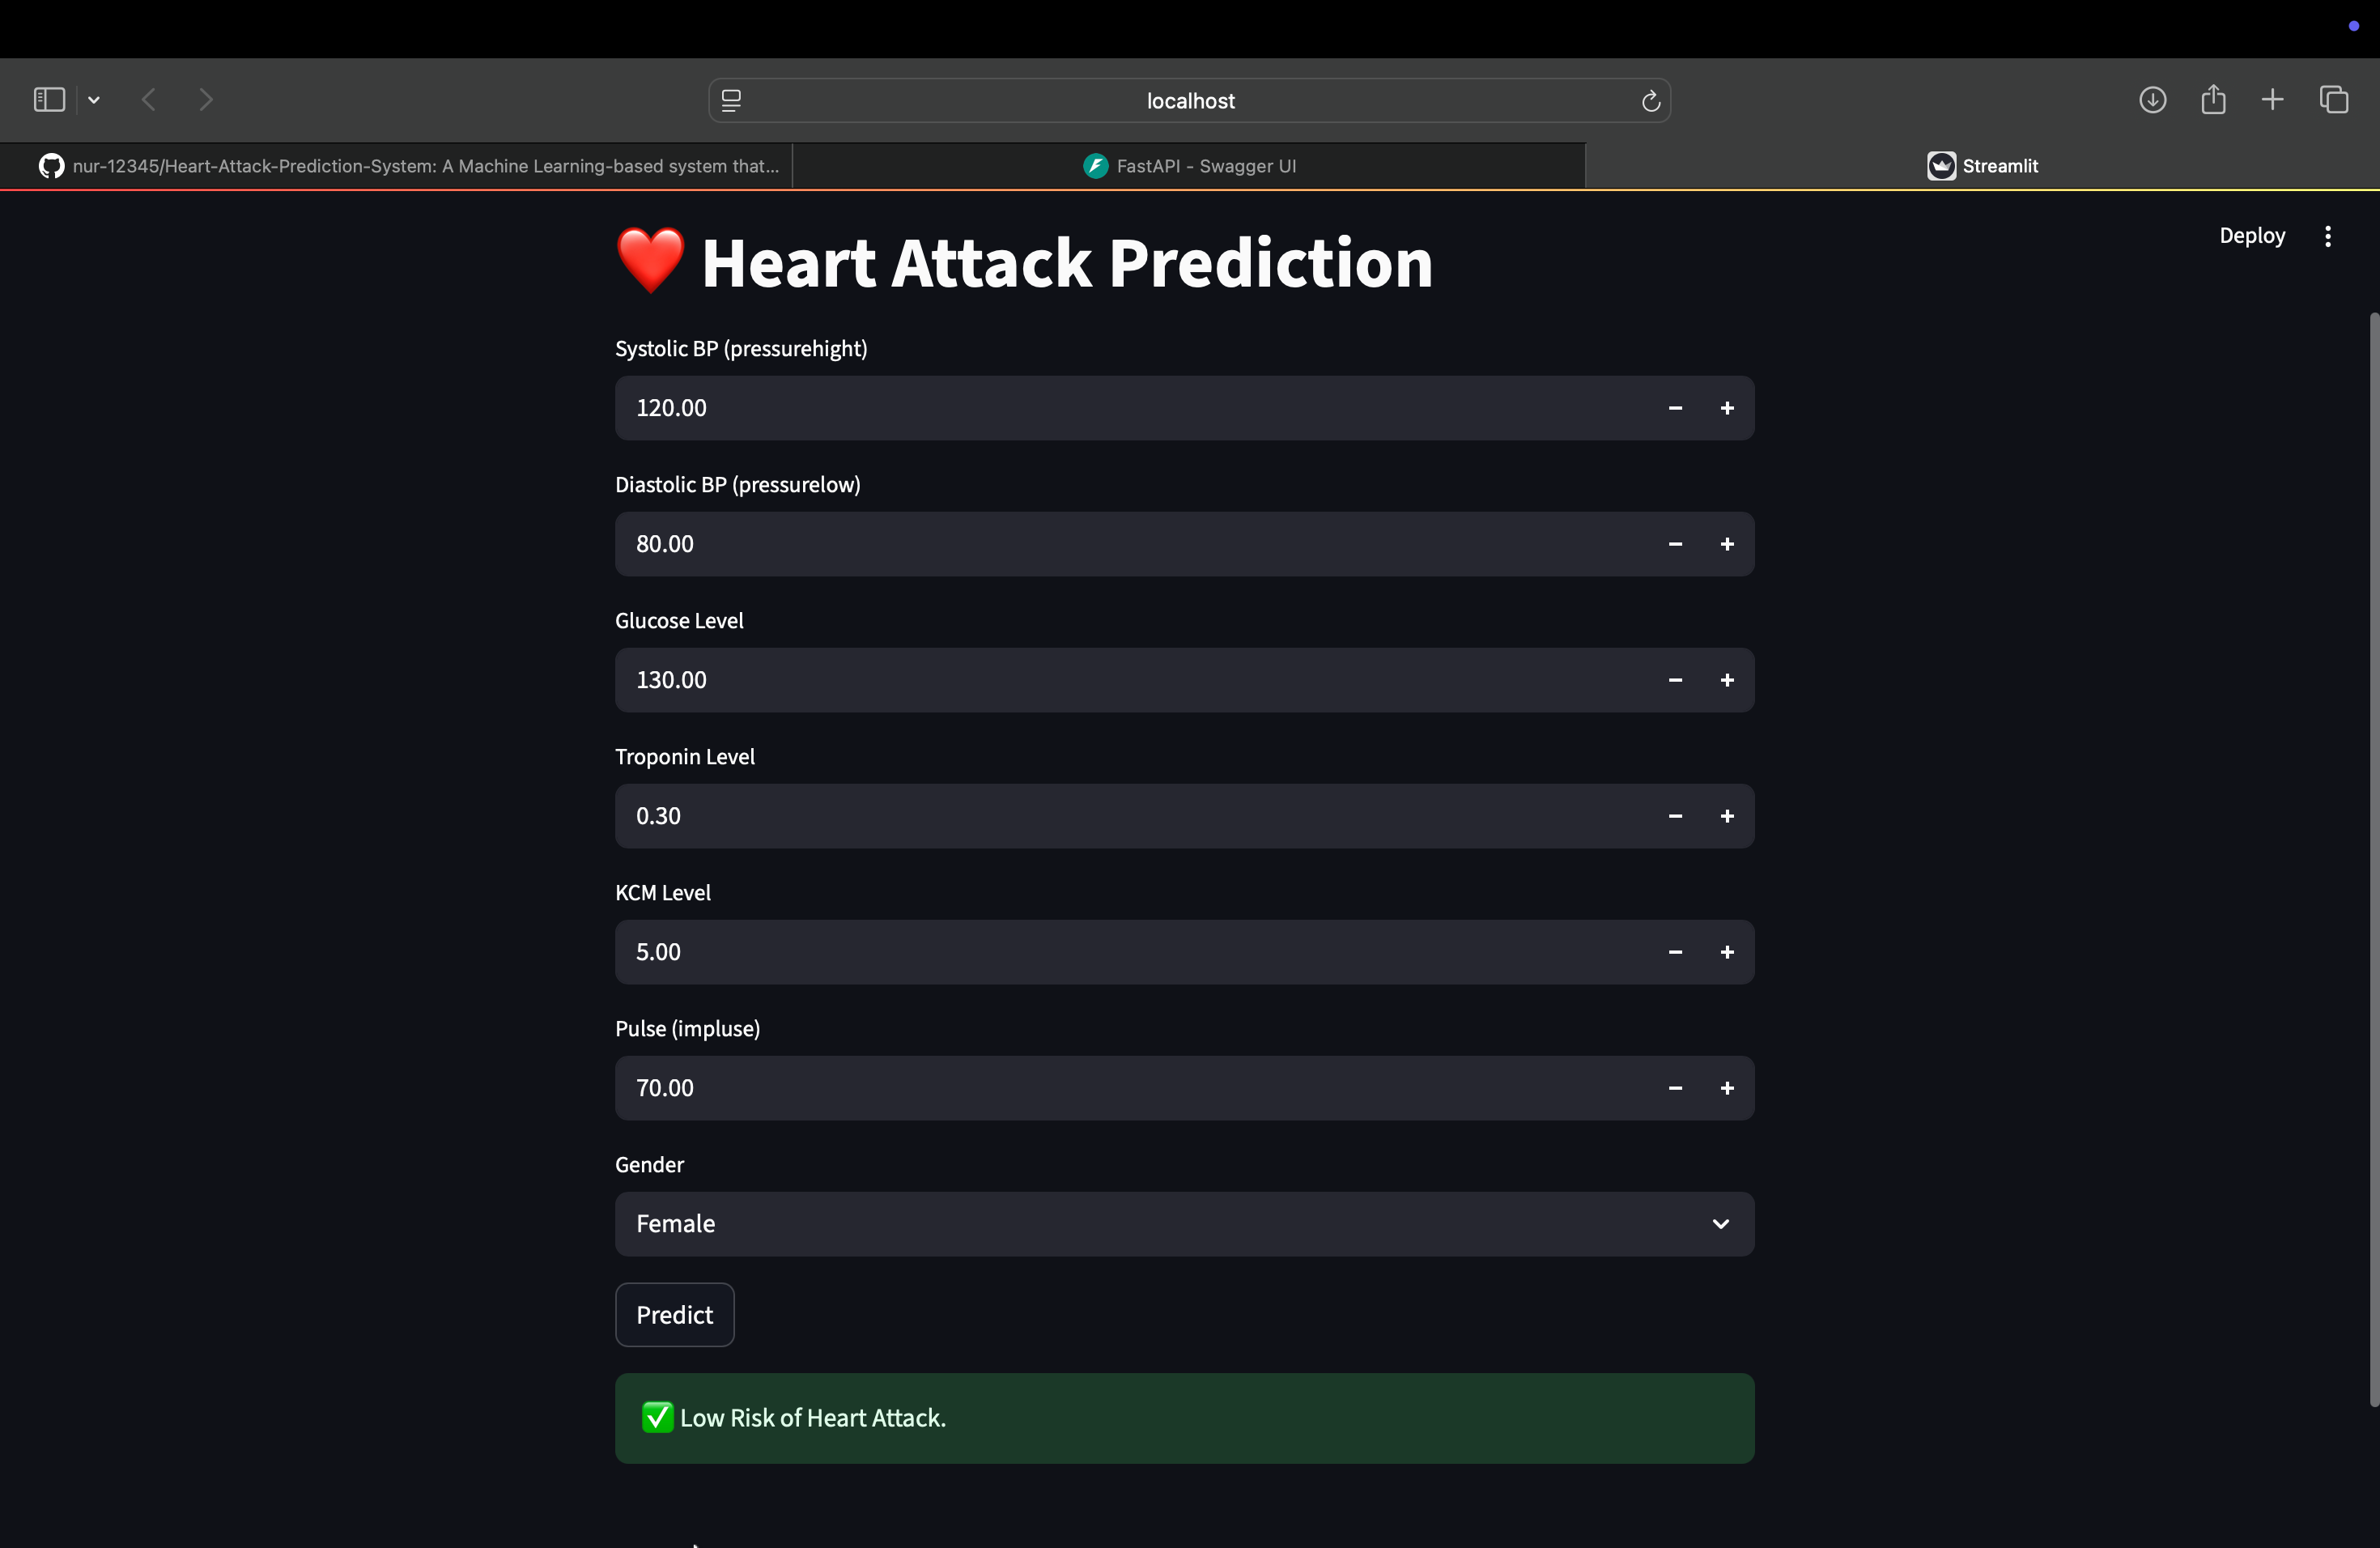 localhost
nur-12345/Heart-Attack-Prediction-System: A Machine Learning-based system that...
FastAPI - Swagger UI
Streamlit
Deploy
❤️ Heart Attack Prediction
Systolic BP (pressurehight)
120.00
Diastolic BP (pressurelow)
80.00
Glucose Level
130.00
Troponin Level
0.30
KCM Level
5.00
Pulse (impluse)
70.00
Gender
Female
Predict
✅ Low Risk of Heart Attack.